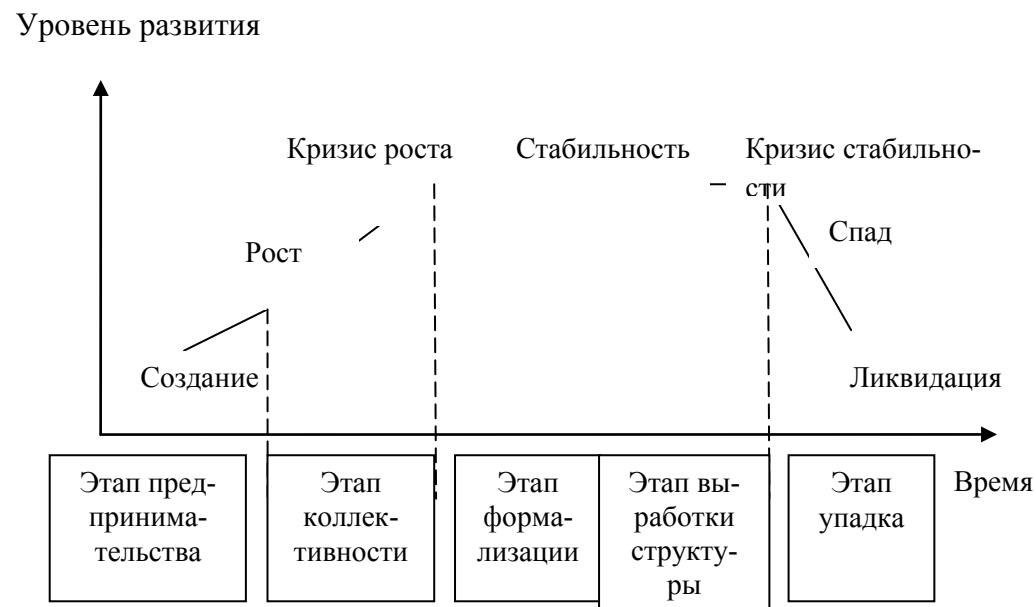 Уровень развития
Кризис роста
Стабильность
Кризис стабильно-
сти
Спад
Рост
Создание
Ликвидация
Этап пред-
принима-
тельства
Этап
коллек-
тивности
Этап
форма-
лизации
Этап вы-
работки
структу-
ры
Этап
упадка
Время